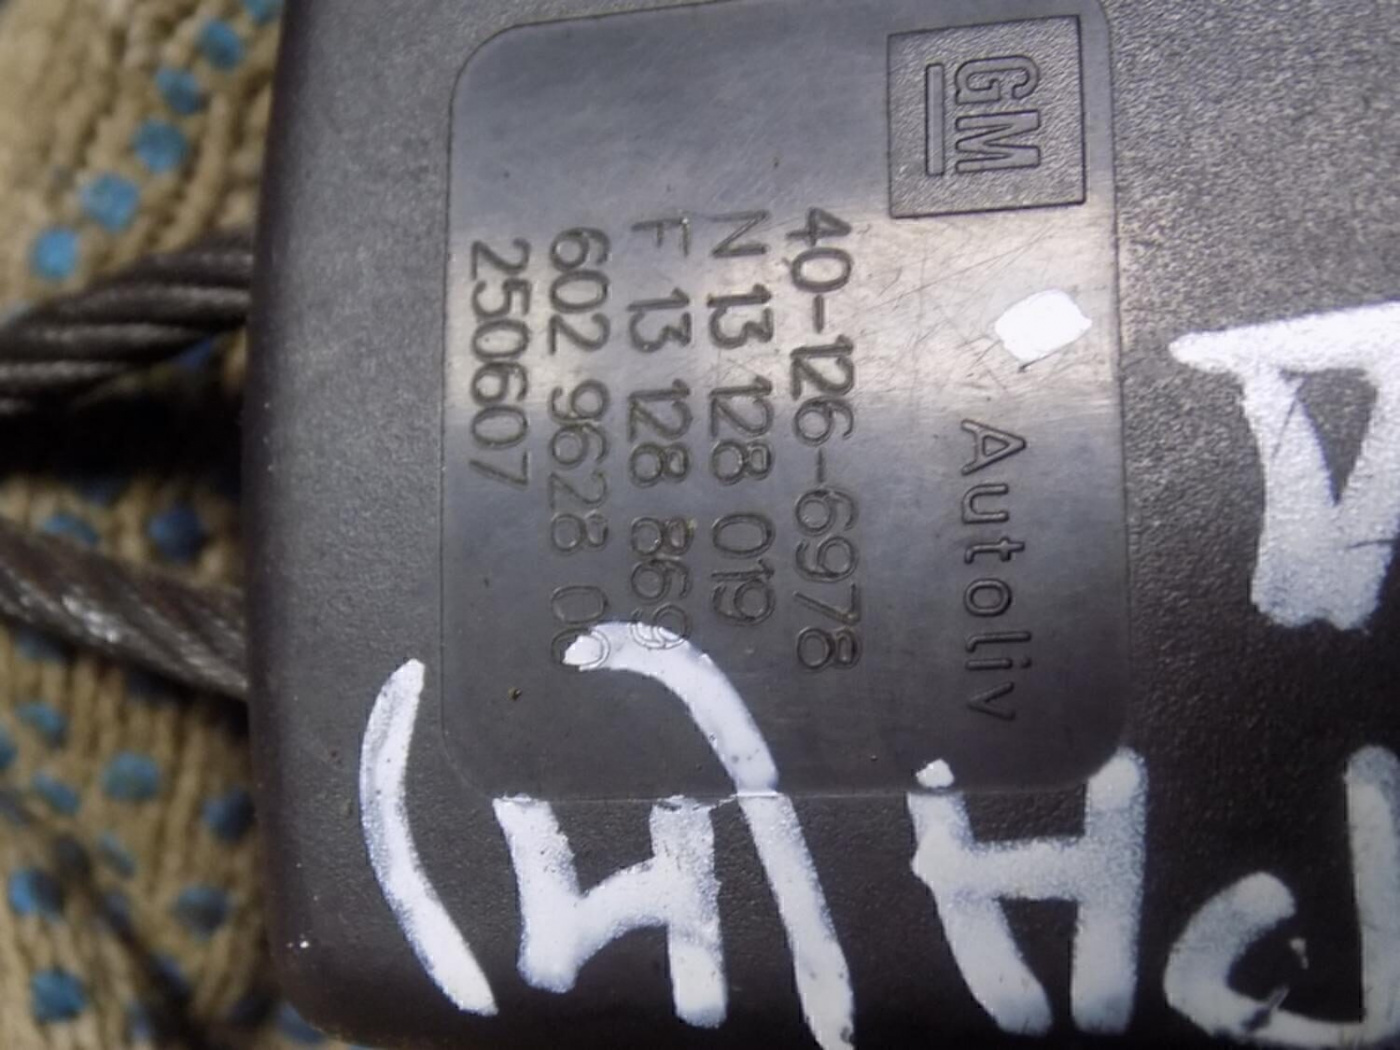 GM
Autoliv
40-126-6978
N 13 128 019
F 13 128 869
602 9628 00
250607